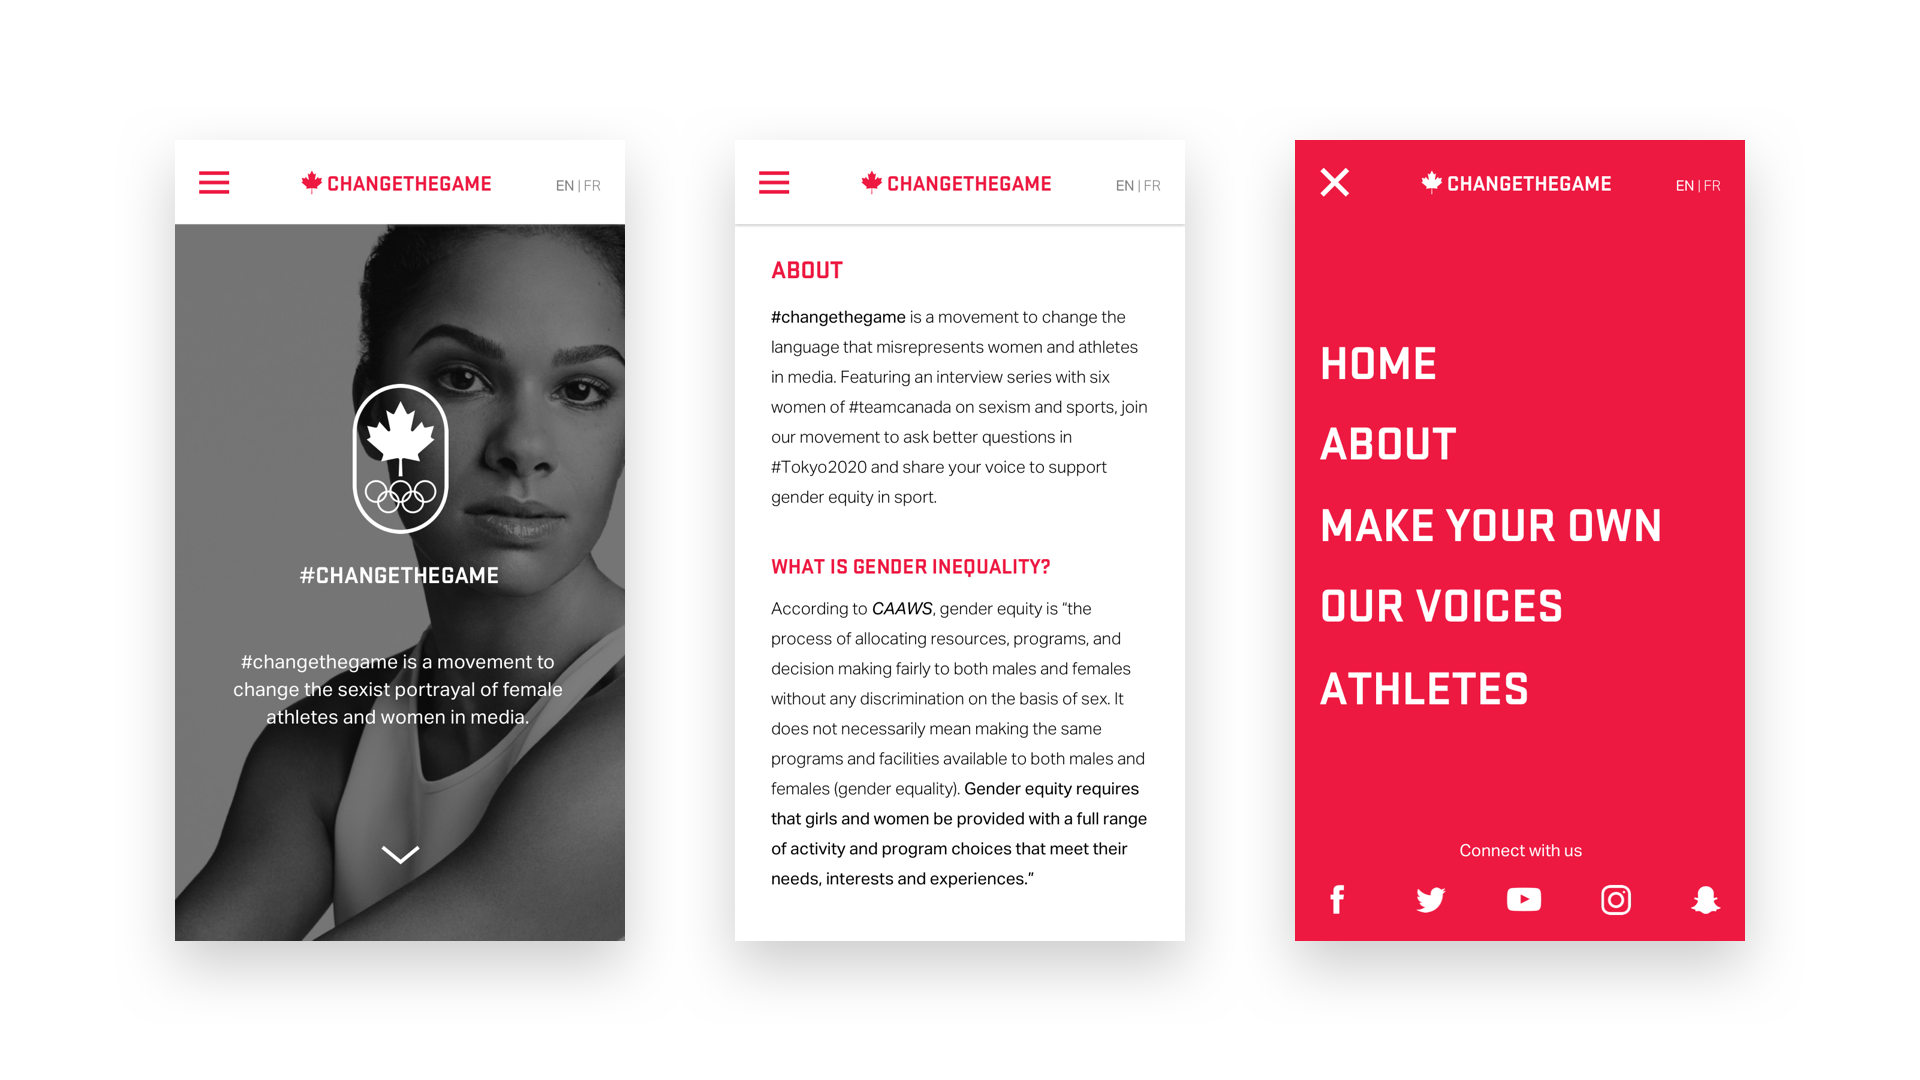 CHANGETHEGAME
EN | FR
#CHANGETHEGAME
#changethegame is a movement to
change the sexist portrayal of female
athletes and women in media.
CHANGETHEGAME
EN | FR
ABOUT
#changethegame is a movement to change the
language that misrepresents women and athletes
in media. Featuring an interview series with six
women of #teamcanada on sexism and sports, join
our movement to ask better questions in
#Tokyo2020 and share your voice to support
gender equity in sport.
WHAT IS GENDER INEQUALITY?
According to CAAWS, gender equity is “the
process of allocating resources, programs, and
decision making fairly to both males and females
without any discrimination on the basis of sex. It
does not necessarily mean making the same
programs and facilities available to both males and
females (gender equality). Gender equity requires
that girls and women be provided with a full range
of activity and program choices that meet their
needs, interests and experiences.”
CHANGETHEGAME
EN | FR
HOME
ABOUT
MAKE YOUR OWN
OUR VOICES
ATHLETES
Connect with us